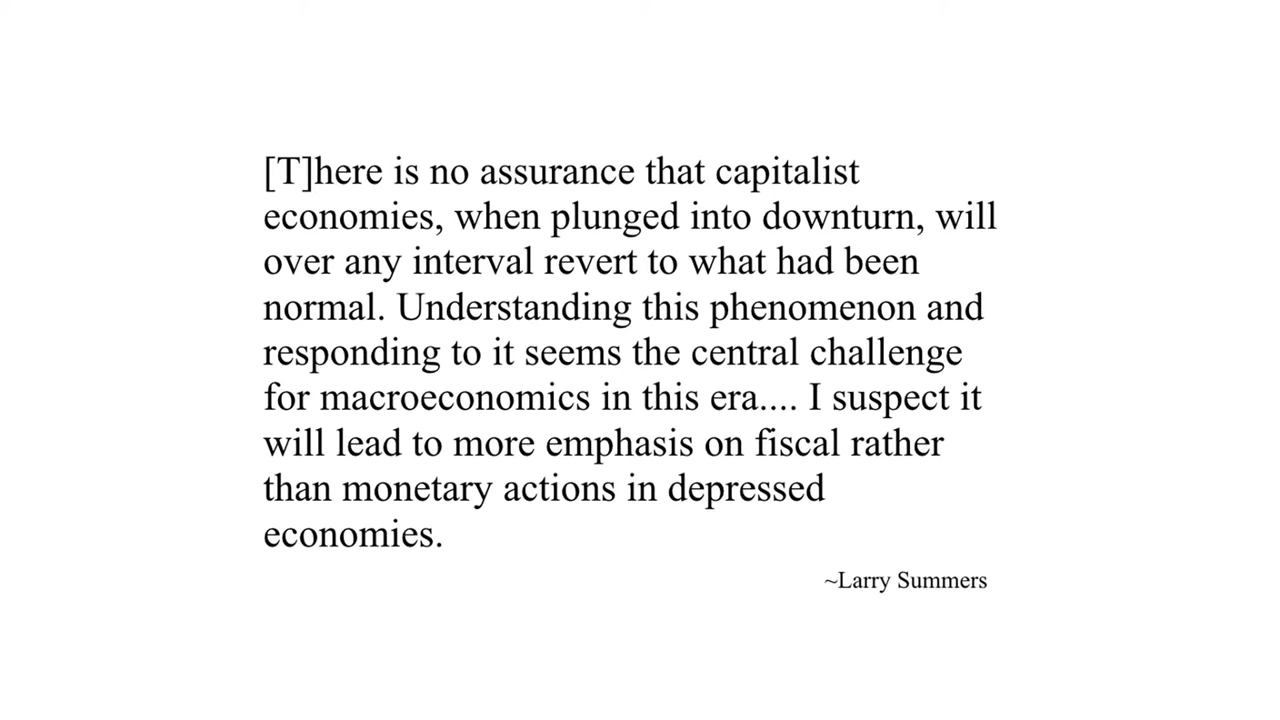 [T]here is no assurance that capitalist
economies, when plunged into downturn, will
over any interval revert to what had been
normal. Understanding this phenomenon and
responding to it seems the central challenge
for macroeconomics in this era.... I suspect it
will lead to more emphasis on fiscal rather
than monetary actions in depressed
economies.
~Larry Summers